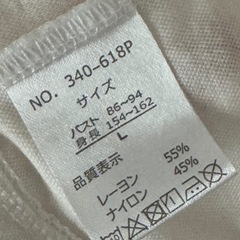 NO. 340-618P
サイズ
バスト 86~94
身長 154~162
L
品質表示
レーヨン 55%
ナイロン 45%